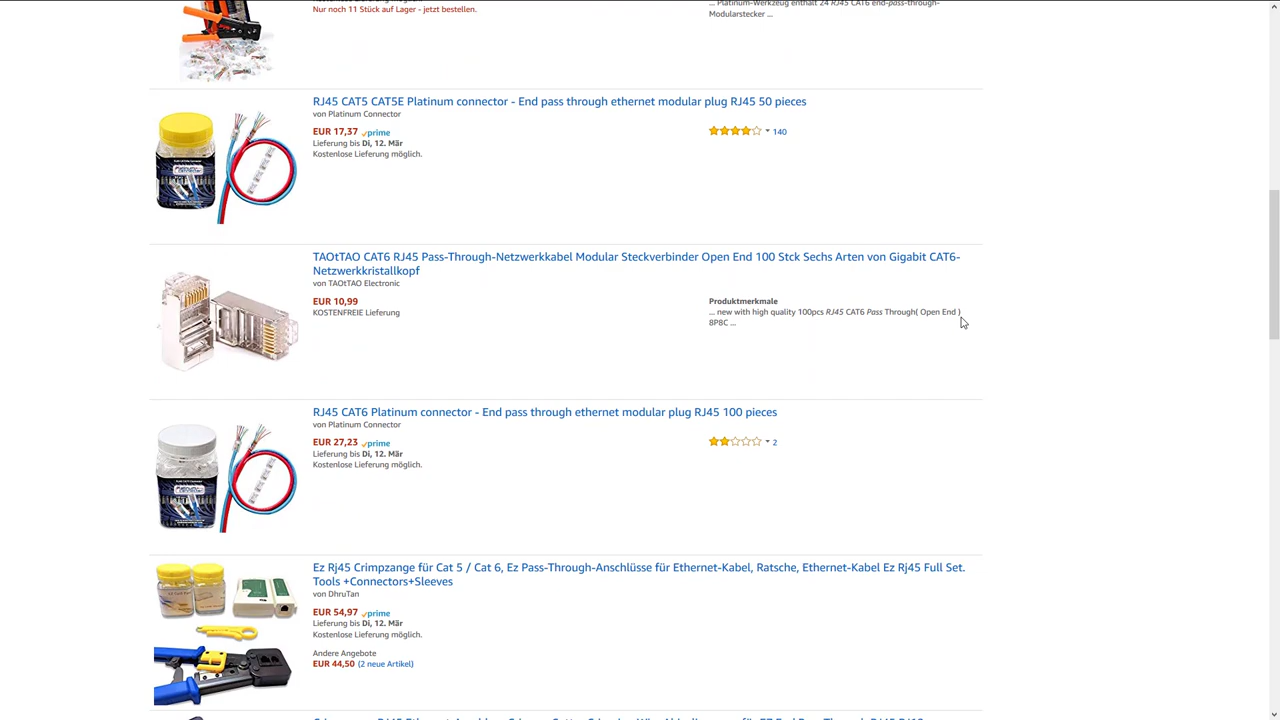 Nur noch 11 Stück auf Lager - jetzt bestellen.
... Platinum-Werkzeug enthält 24 RJ45 CAT6 end-pass-through-
Modularstecker ...
RJ45 CAT5 CAT5E Platinum connector - End pass through ethernet modular plug RJ45 50 pieces
von Platinum Connector
EUR 17,37 prime
140
Lieferung bis Di, 12. Mär
Kostenlose Lieferung möglich.
TAOtTAO CAT6 RJ45 Pass-Through-Netzwerkkabel Modular Steckverbinder Open End 100 Stck Sechs Arten von Gigabit CAT6-
Netzwerkkristallkopf
von TAOtTAO Electronic
EUR 10,99
KOSTENFREIE Lieferung
Produktmerkmale
... new with high quality 100pcs RJ45 CAT6 Pass Through( Open End )
8P8C ...
RJ45 CAT6 Platinum connector - End pass through ethernet modular plug RJ45 100 pieces
von Platinum Connector
EUR 27,23 prime
2
Lieferung bis Di, 12. Mär
Kostenlose Lieferung möglich.
Ez Rj45 Crimpzange für Cat 5 / Cat 6, Ez Pass-Through-Anschlüsse für Ethernet-Kabel, Ratsche, Ethernet-Kabel Ez Rj45 Full Set.
Tools +Connectors+Sleeves
von DhruTan
EUR 54,97 prime
Lieferung bis Di, 12. Mär
Kostenlose Lieferung möglich.
Andere Angebote
EUR 44,50 (2 neue Artikel)